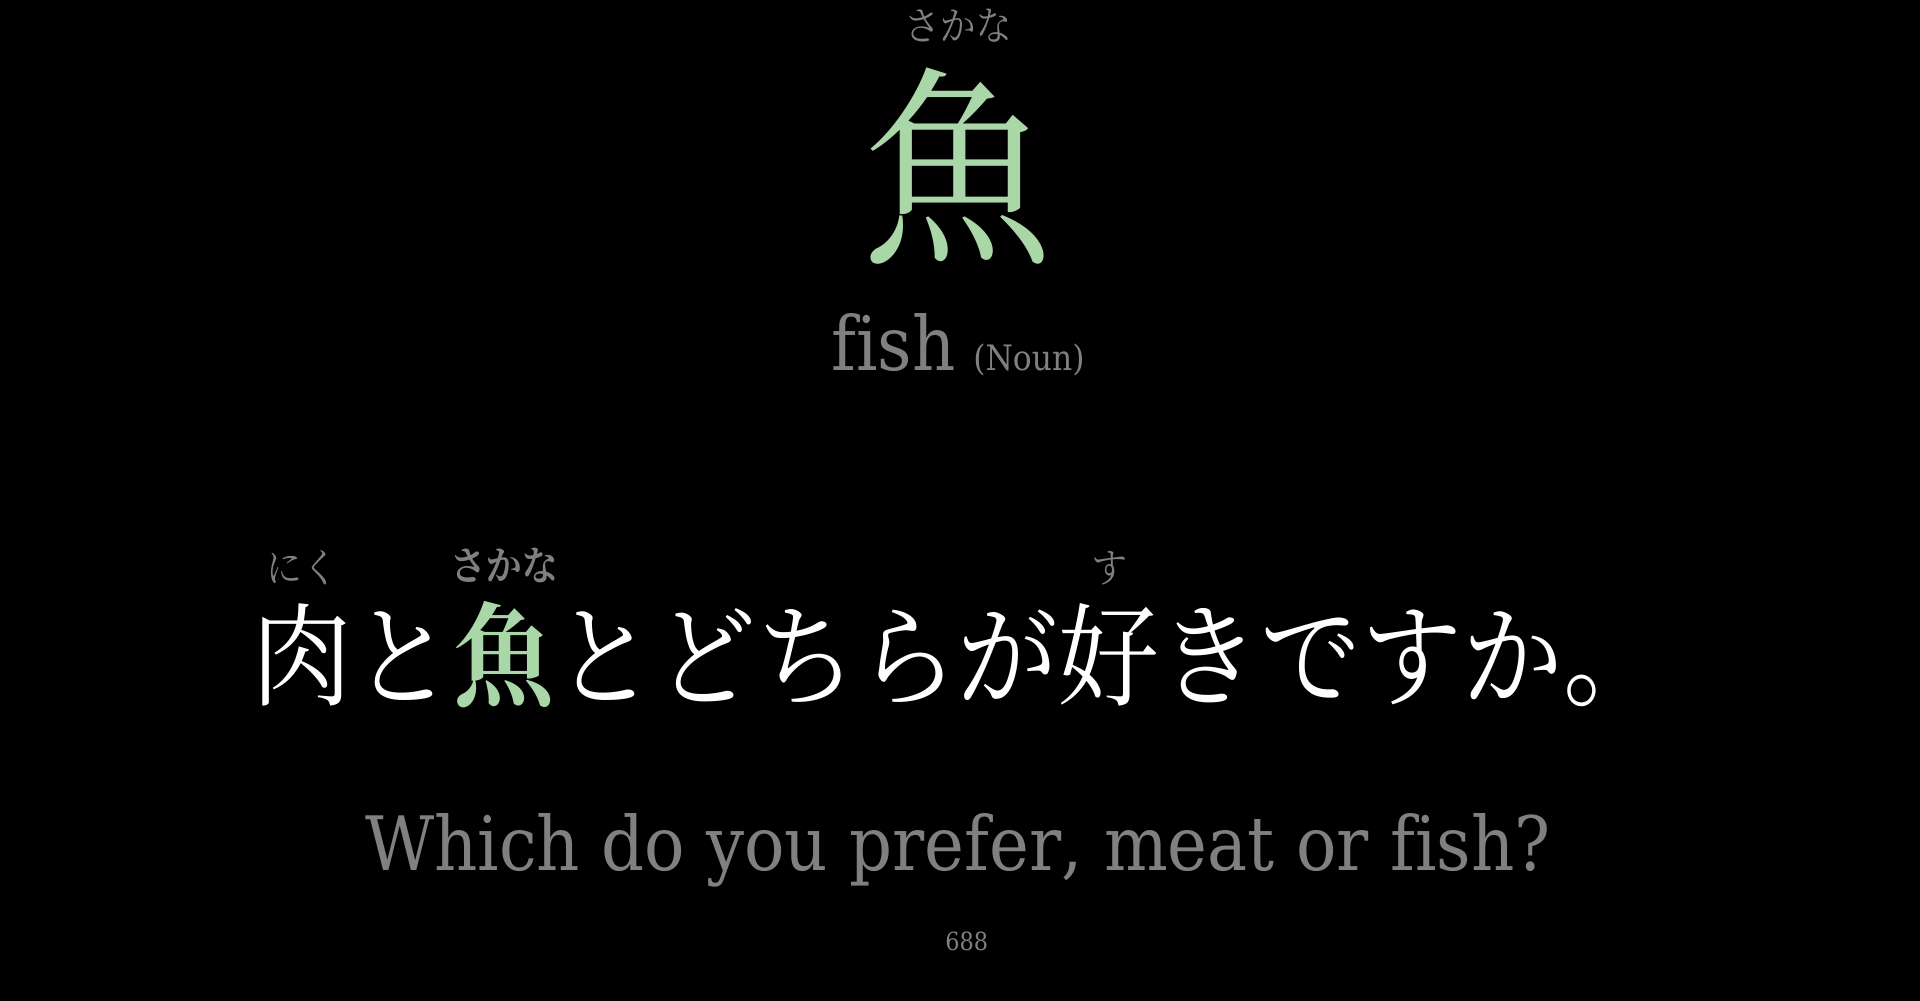 さかな
魚
fish (Noun)
にく さかな す
肉と魚とどちらが好きですか。
Which do you prefer, meat or fish?
688